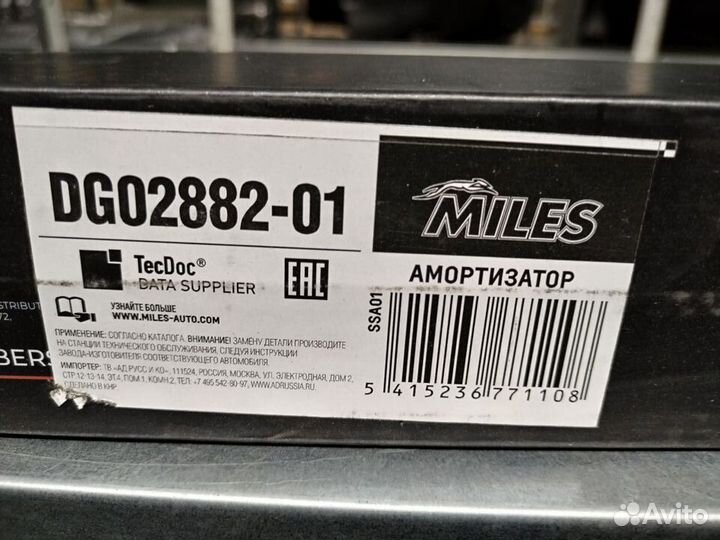 DG02882-01
MILES
TecDoc®
DATA SUPPLIER
EAC
АМОРТИЗАТОР
УЗНАЙТЕ БОЛЬШЕ
WWW.MILES-AUTO.COM
ПРИМЕНЕНИЕ: СОГЛАСНО КАТАЛОГА. ВНИМАНИЕ! ЗАМЕНУ ДЕТАЛИ ПРОИЗВОДИТЕ
НА СТАНЦИИ ТЕХНИЧЕСКОГО ОБСЛУЖИВАНИЯ, СЛЕДУЯ ИНСТРУКЦИИ
ЗАВОДА-ИЗГОТОВИТЕЛЯ СООТВЕТСТВУЮЩЕГО АВТОМОБИЛЯ.
ИМПОРТЕР: ТВ «АД РУСС И КО», 111524, РОССИЯ, МОСКВА, УЛ. ЭЛЕКТРОДНАЯ, ДОМ 2,
СТР. 12-13-14, ЭТ.4, ПОМ.1, КОМН.2, ТЕЛ. +7 495 542-80-97, WWW.ADRUSSIA.RU.
СДЕЛАНО В КНР
SSA01
5 415236 771108
STRIBUT
72.
BERS
Avito